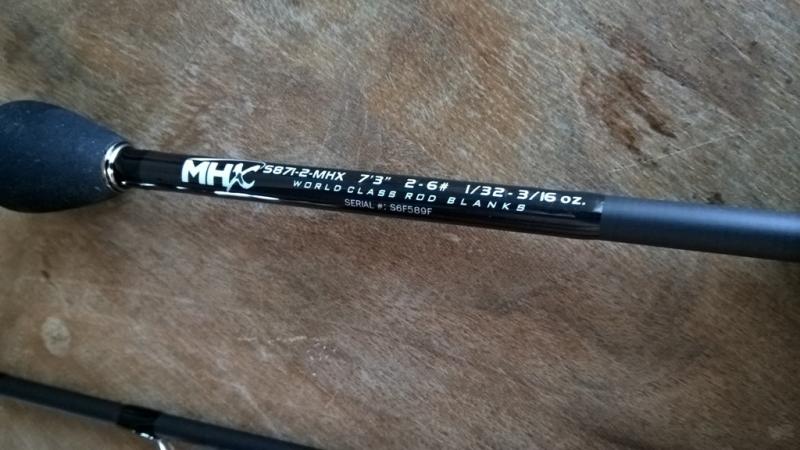 MHX S871-2-MHX 7'3" 2-6# 1/32-3/16 oz.
WORLD CLASS ROD BLANKS
SERIAL #: S6F589F